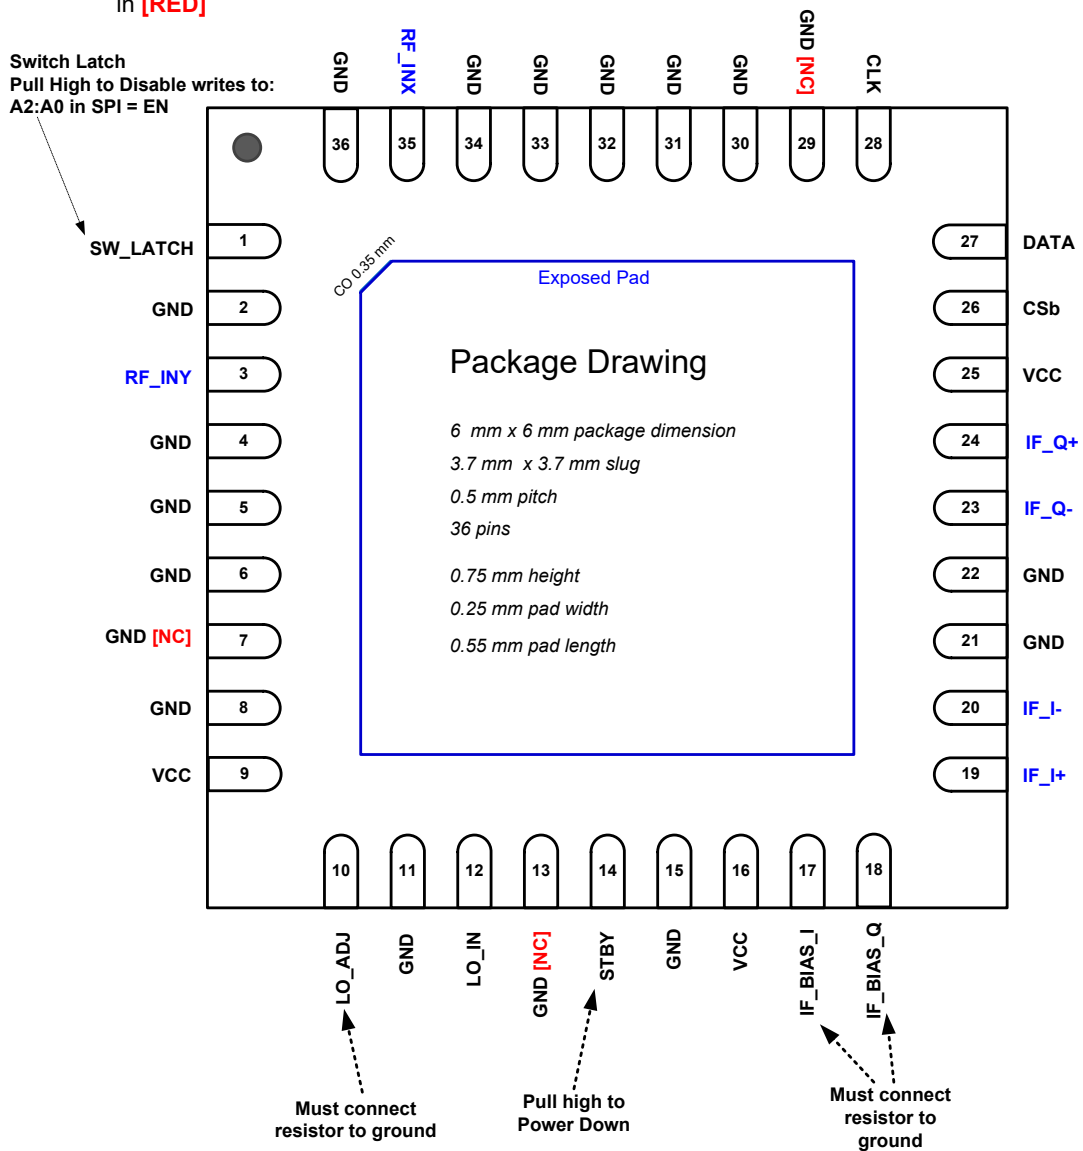 in [RED]
Switch Latch
Pull High to Disable writes to:
A2:A0 in SPI = EN
GND
RF_INX
GND
GND
GND
GND
GND
GND [NC]
CLK
36
35
34
33
32
31
30
29
28
SW_LATCH 1
GND 2
RF_INY 3
GND 4
GND 5
GND 6
GND [NC] 7
GND 8
VCC 9
CO 0.35 mm
Exposed Pad
Package Drawing
6 mm x 6 mm package dimension
3.7 mm x 3.7 mm slug
0.5 mm pitch
36 pins
0.75 mm height
0.25 mm pad width
0.55 mm pad length
27 DATA
26 CSb
25 VCC
24 IF_Q+
23 IF_Q-
22 GND
21 GND
20 IF_I-
19 IF_I+
10
11
12
13
14
15
16
17
18
LO_ADJ
GND
LO_IN
GND [NC]
STBY
GND
VCC
IF_BIAS_I
IF_BIAS_Q
Must connect
resistor to ground
Pull high to
Power Down
Must connect
resistor to
ground